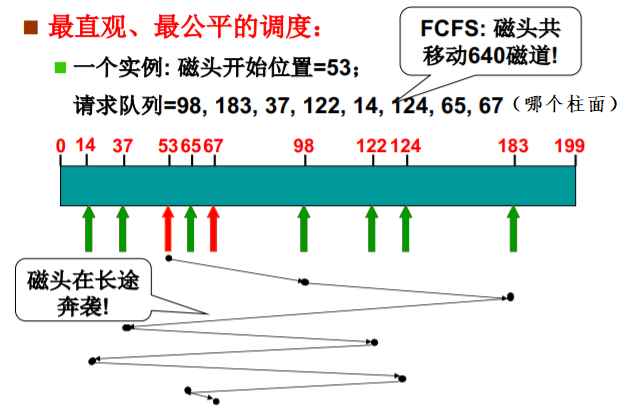 最直观、最公平的调度：
FCFS: 磁头共
移动640磁道!
一个实例: 磁头开始位置=53；
请求队列=98, 183, 37, 122, 14, 124, 65, 67（哪个柱面）
0 14 37 53 65 67 98 122 124 183 199
磁头在长途
奔袭!